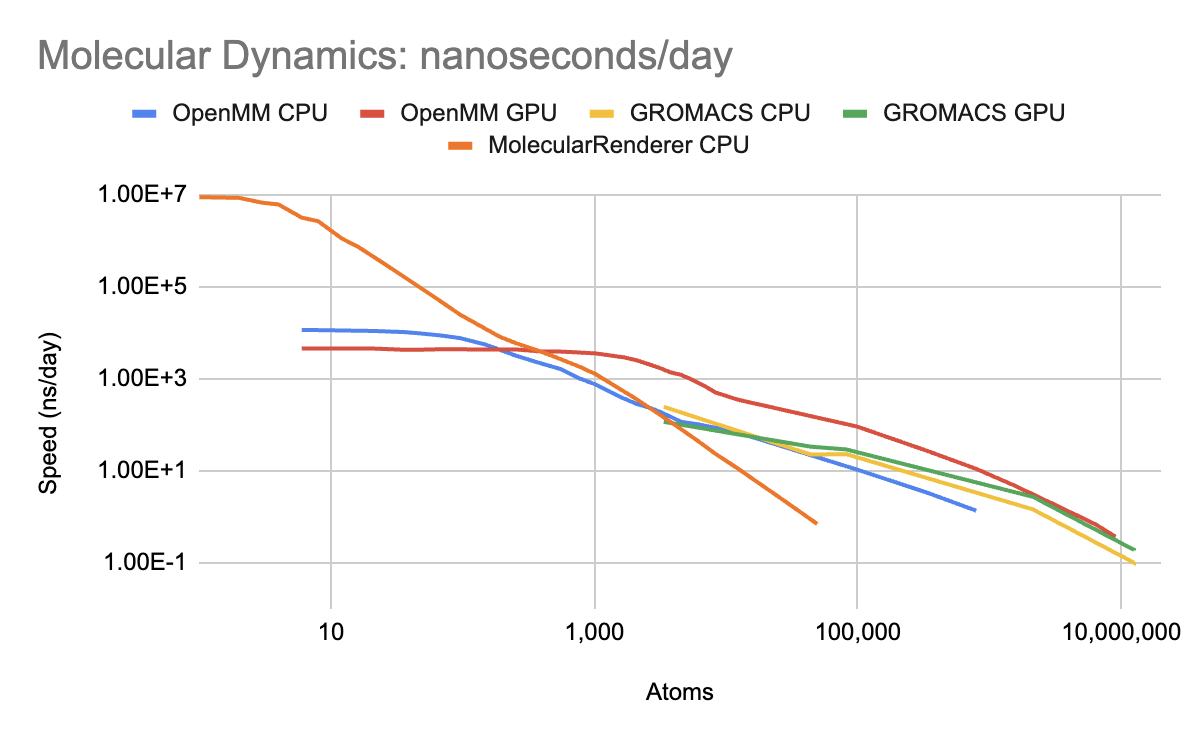 Molecular Dynamics: nanoseconds/day
OpenMM CPU OpenMM GPU GROMACS CPU GROMACS GPU
MolecularRenderer CPU
1.00E+7
1.00E+5
1.00E+3
1.00E+1
1.00E-1
Speed (ns/day)
10 1,000 100,000 10,000,000
Atoms